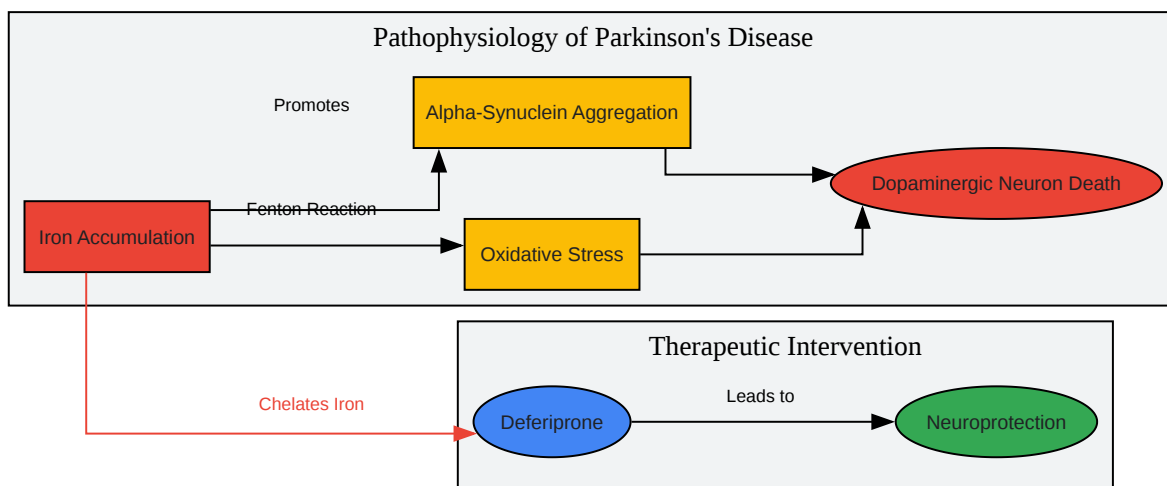 Pathophysiology of Parkinson's Disease
Promotes
Alpha-Synuclein Aggregation
Dopaminergic Neuron Death
Fenton Reaction
Iron Accumulation
Oxidative Stress
Therapeutic Intervention
Chelates Iron
Leads to
Deferiprone
Neuroprotection